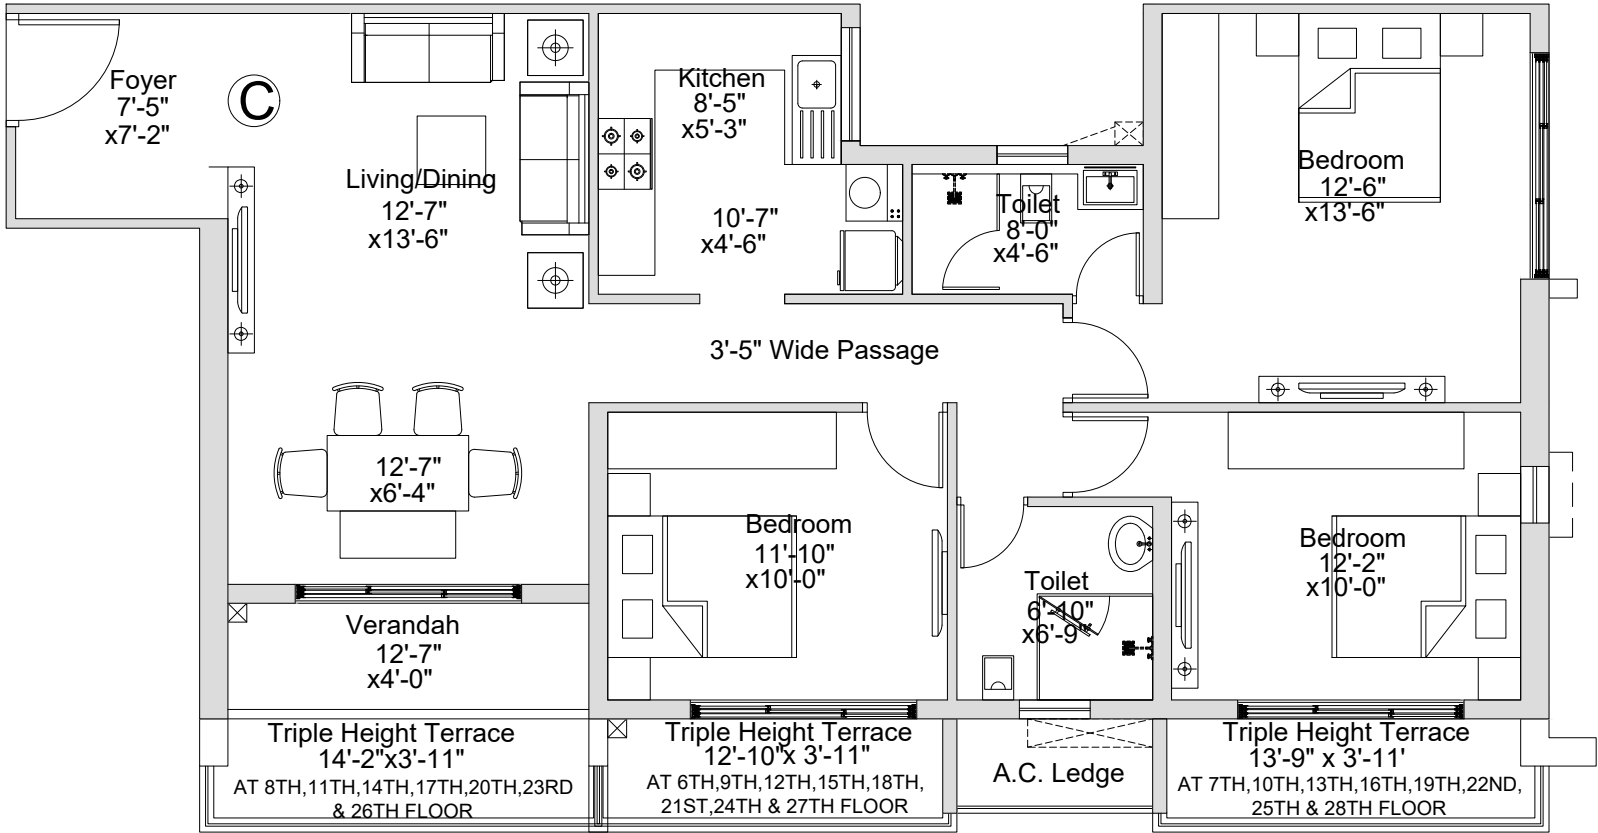 Foyer
7'-5"
x7'-2"
C
Living/Dining
12'-7"
x13'-6"
Kitchen
8'-5"
x5'-3"
10'-7"
x4'-6"
Toilet
8'-0"
x4'-6"
Bedroom
12'-6"
x13'-6"
3'-5" Wide Passage
12'-7"
x6'-4"
Bedroom
11'-10"
x10'-0"
Toilet
6'-10"
x6'-9"
Bedroom
12'-2"
x10'-0"
Verandah
12'-7"
x4'-0"
Triple Height Terrace
14'-2"x3'-11"
AT 8TH,11TH,14TH,17TH,20TH,23RD
& 26TH FLOOR
Triple Height Terrace
12'-10"x 3'-11"
AT 6TH,9TH,12TH,15TH,18TH,
21ST,24TH & 27TH FLOOR
A.C. Ledge
Triple Height Terrace
13'-9" x 3'-11'
AT 7TH,10TH,13TH,16TH,19TH,22ND,
25TH & 28TH FLOOR